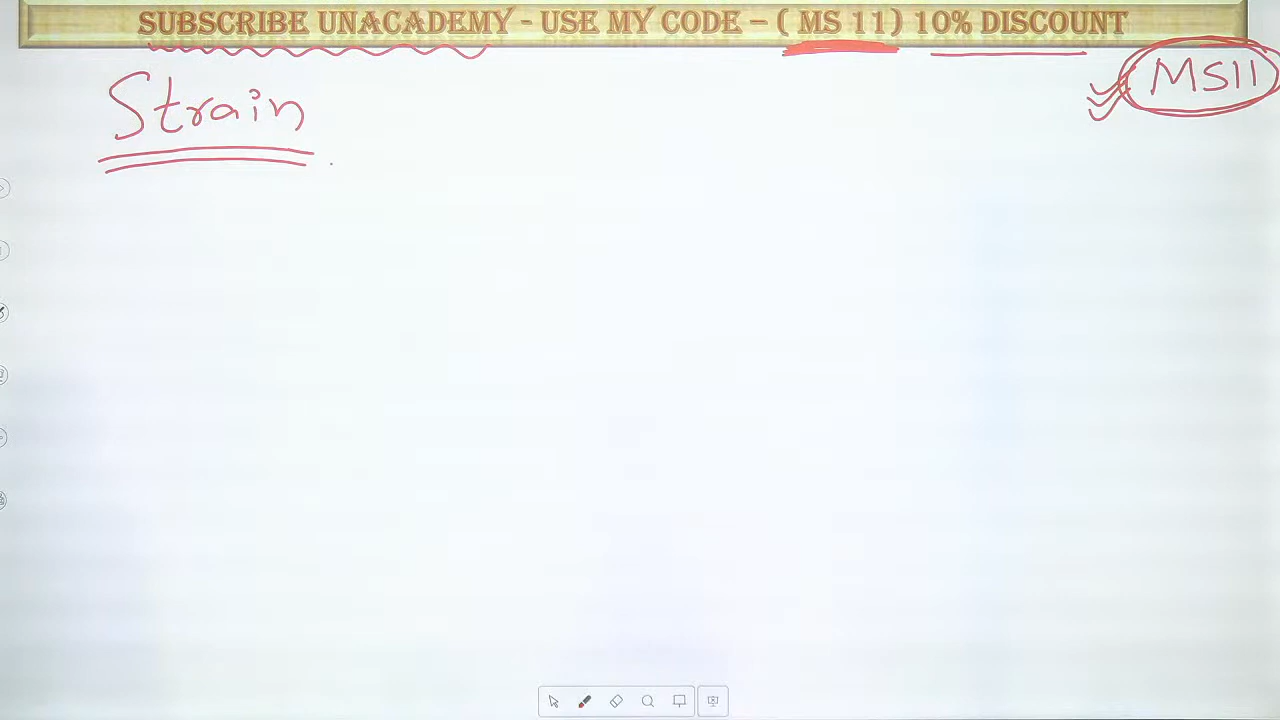 SUBSCRIBE UNACADEMY - USE MY CODE – ( MS 11) 10% DISCOUNT
MS11
Strain